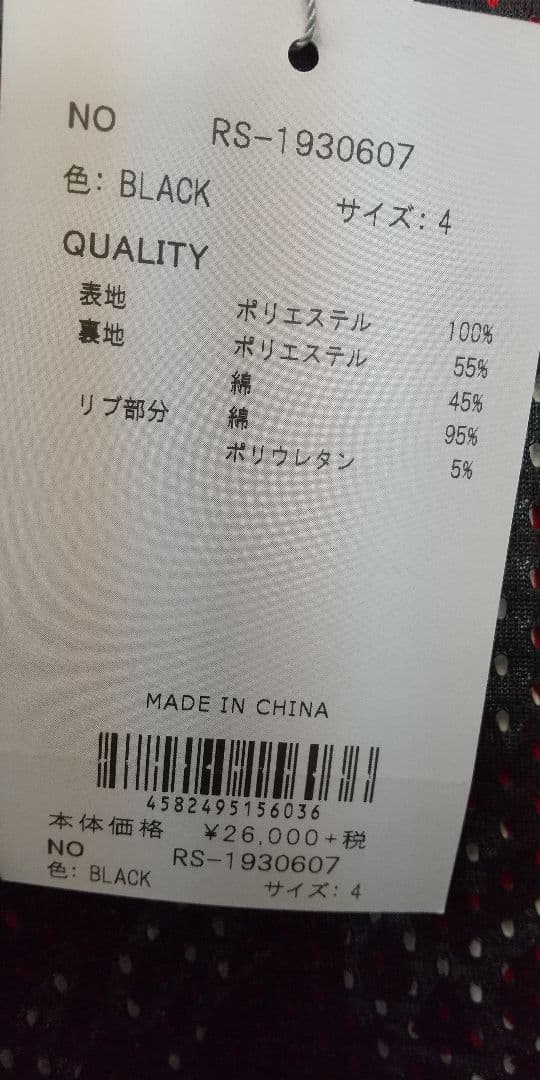 NO RS-1930607
色: BLACK サイズ: 4
QUALITY
表地 ポリエステル 100%
裏地 ポリエステル 55%
綿 45%
リブ部分 綿 95%
ポリウレタン 5%
MADE IN CHINA
4582495156036
本体価格 ¥26,000+税
NO RS-1930607
色: BLACK サイズ: 4